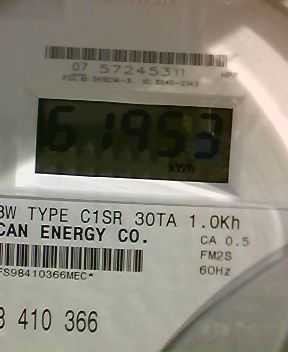 07 57245311
61953
kWh
3W TYPE C1SR 30TA 1.0Kh
CAN ENERGY CO.
CA 0.5
FM2S
60Hz
FS98410366MEC*
3 410 366